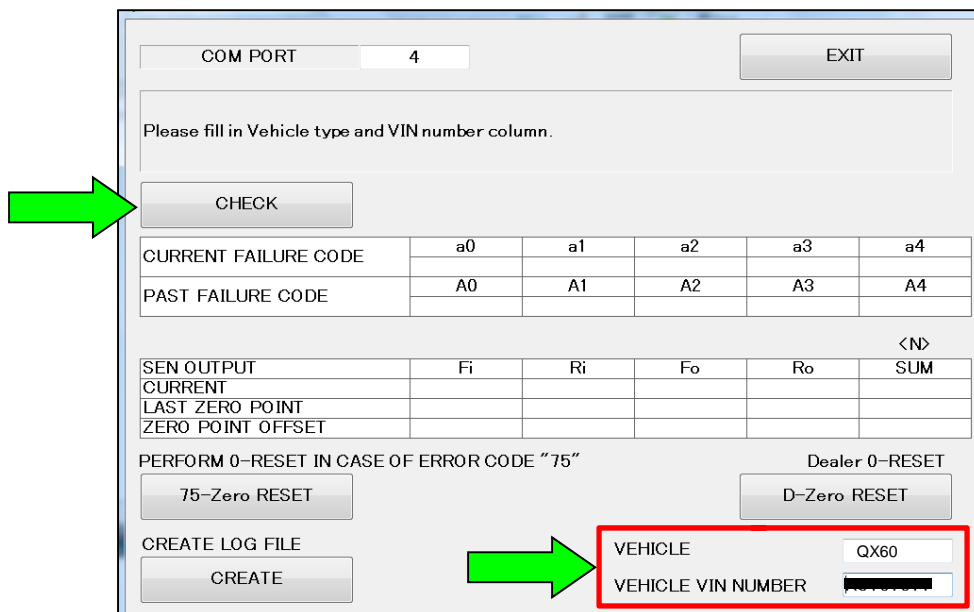 COM PORT 4 EXIT
Please fill in Vehicle type and VIN number column.
CHECK
CURRENT FAILURE CODE a0 a1 a2 a3 a4
PAST FAILURE CODE A0 A1 A2 A3 A4
<N>
SEN OUTPUT Fi Ri Fo Ro SUM
CURRENT
LAST ZERO POINT
ZERO POINT OFFSET
PERFORM 0-RESET IN CASE OF ERROR CODE "75" Dealer 0-RESET
75-Zero RESET D-Zero RESET
CREATE LOG FILE
VEHICLE QX60
CREATE
VEHICLE VIN NUMBER